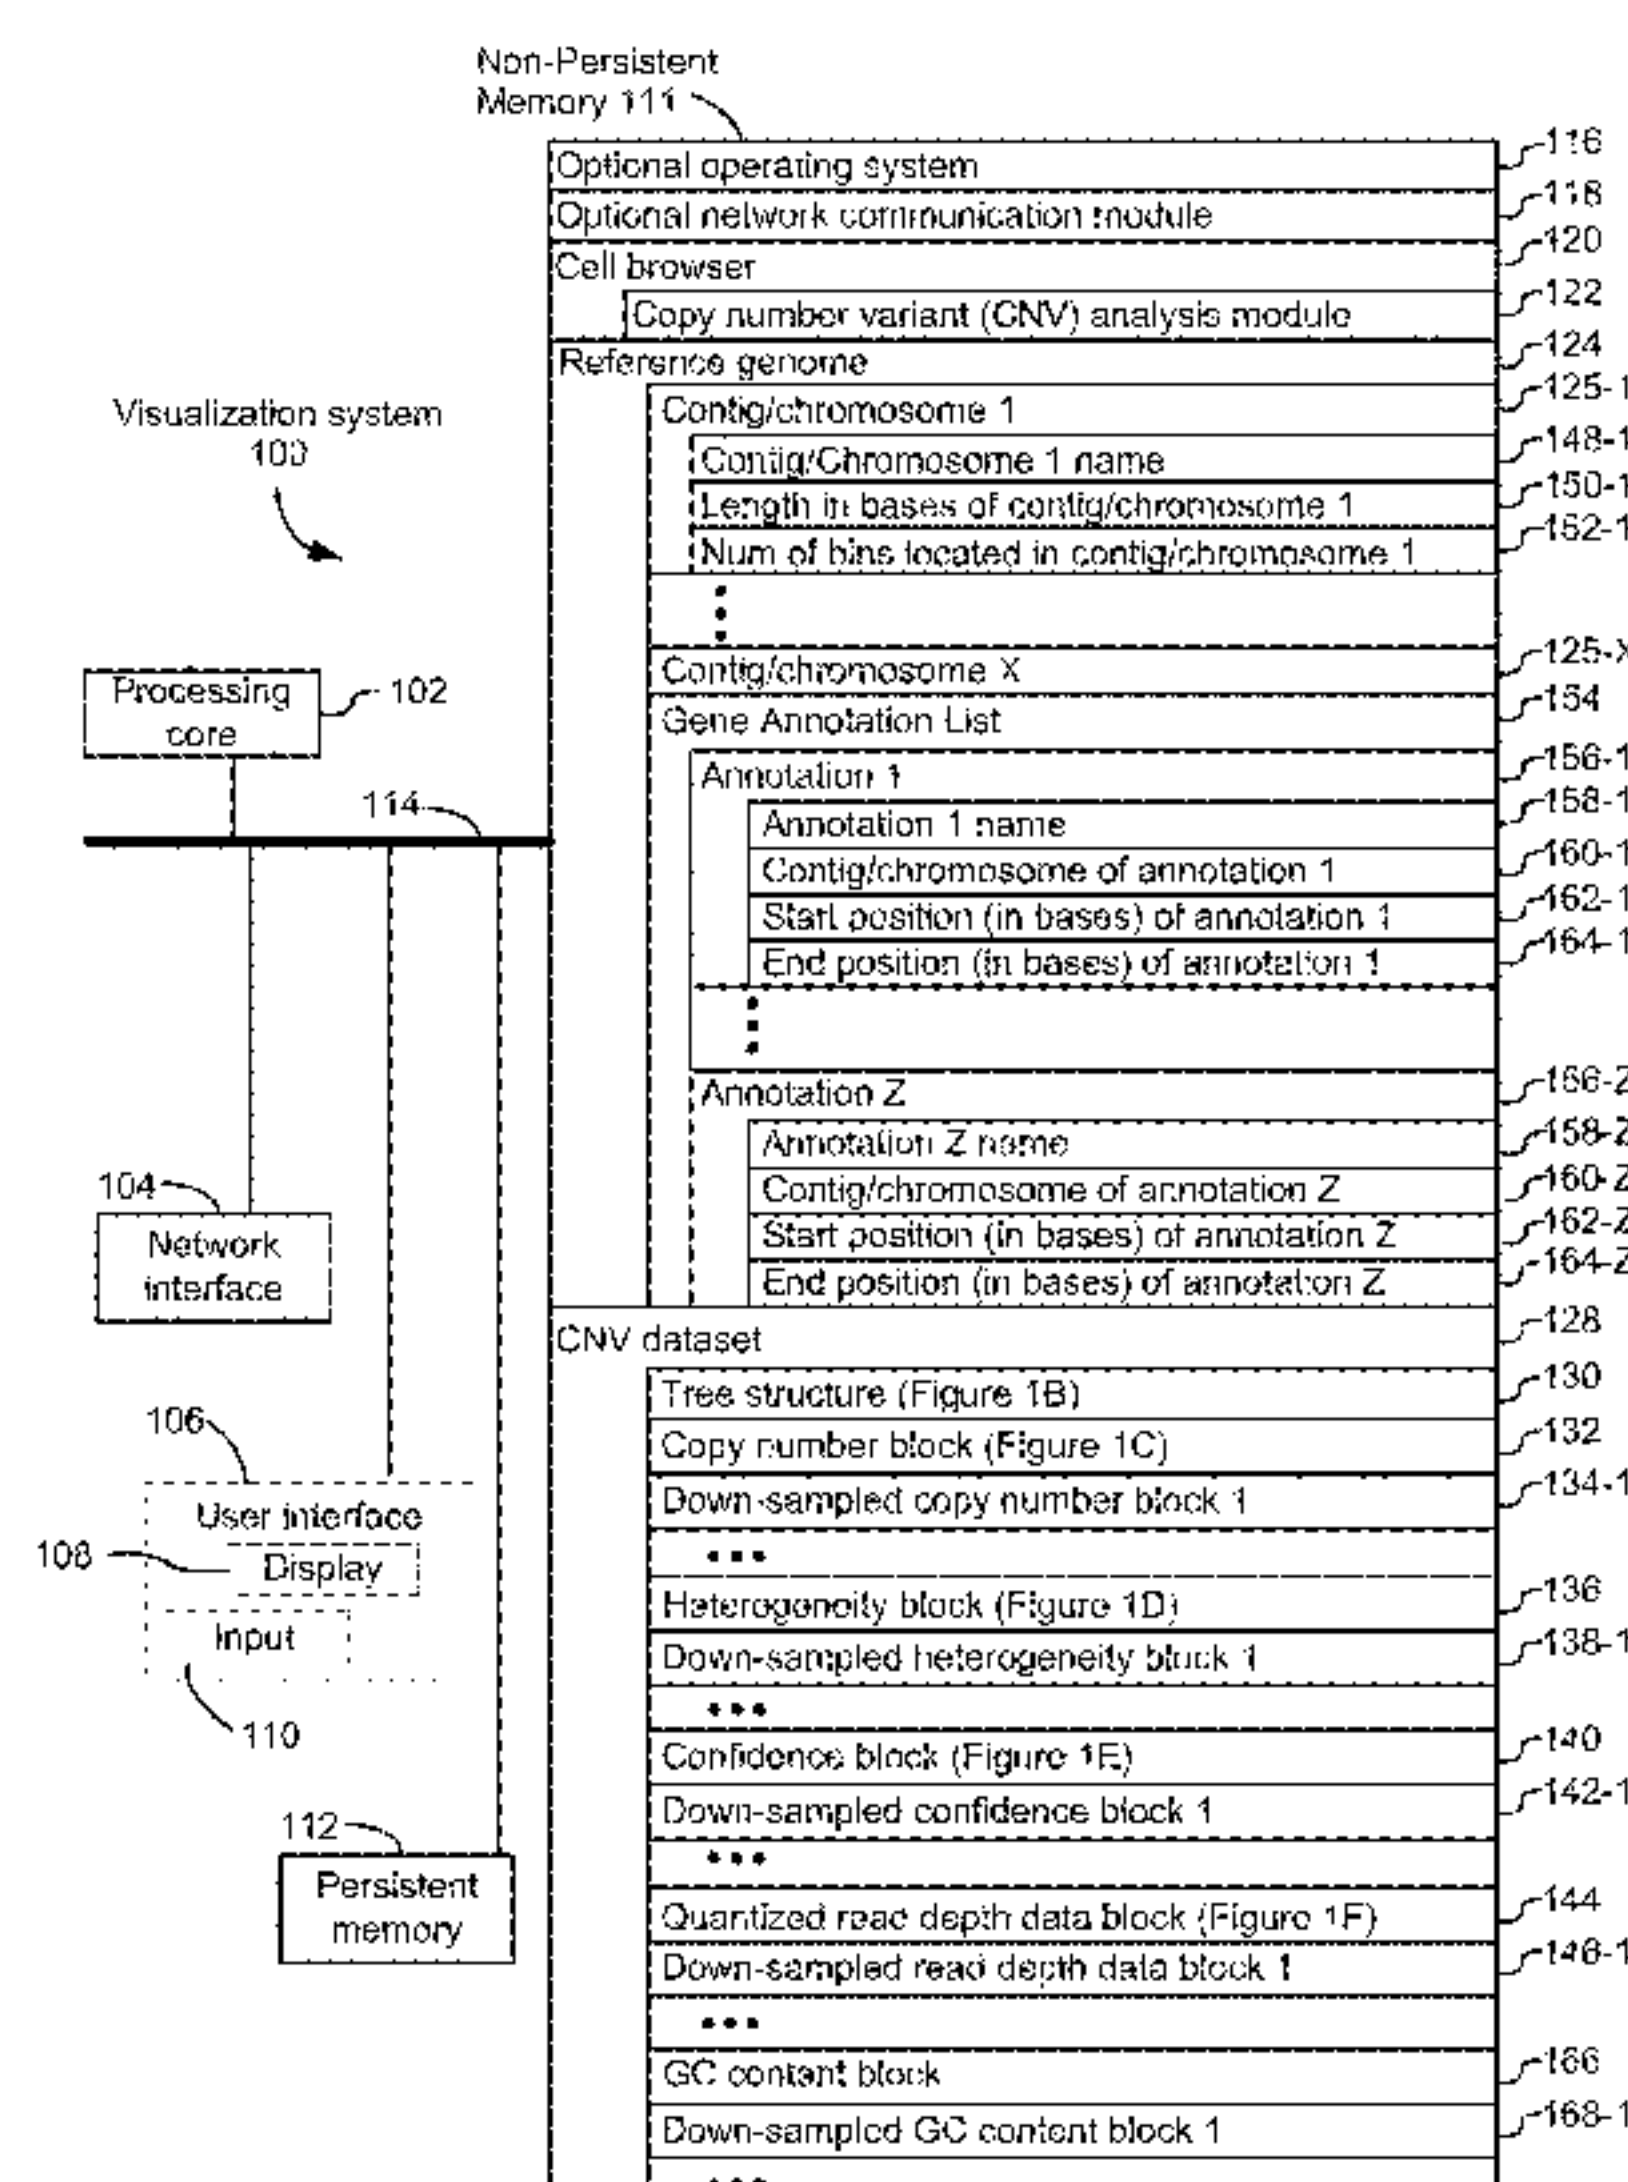 Non-Persistent
Memory 111
Optional operating system
116
Optional network communication module
118
Cell browser
120
Copy number variant (CNV) analysis module
122
Reference genome
124
Contig/chromosome 1
125-1
Contig/Chromosome 1 name
148-1
Length in bases of contig/chromosome 1
150-1
Num of bins located in contig/chromosome 1
152-1
Contig/chromosome X
125-X
Gene Annotation List
154
Annotation 1
156-1
Annotation 1 name
158-1
Contig/chromosome of annotation 1
160-1
Start position (in bases) of annotation 1
162-1
End position (in bases) of annotation 1
164-1
Annotation Z
156-Z
Annotation Z name
158-Z
Contig/chromosome of annotation Z
160-Z
Start position (in bases) of annotation Z
162-Z
End position (in bases) of annotation Z
164-Z
CNV dataset
128
Tree structure (Figure 1B)
130
Copy number block (Figure 1C)
132
Down-sampled copy number block 1
134-1
Heterogeneity block (Figure 1D)
136
Down-sampled heterogeneity block 1
138-1
Confidence block (Figure 1E)
140
Down-sampled confidence block 1
142-1
Quantized read depth data block (Figure 1F)
144
Down-sampled read depth data block 1
146-1
GC content block
166
Down-sampled GC content block 1
168-1
Visualization system
100
Processing
core
102
114
104
Network
interface
106
User interface
108
Display
Input
110
112
Persistent
memory